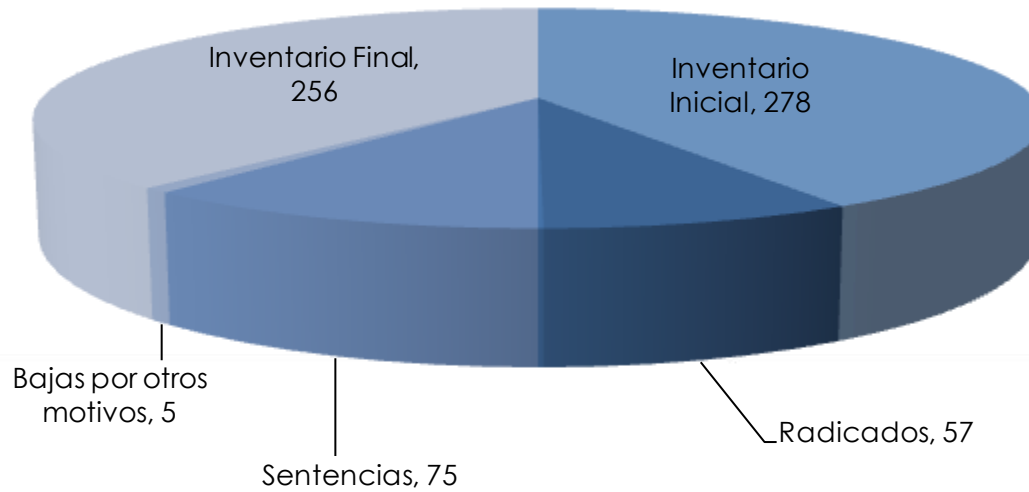 Inventario Final,
256
Inventario
Inicial, 278
Bajas por otros
motivos, 5
Sentencias, 75
Radicados, 57